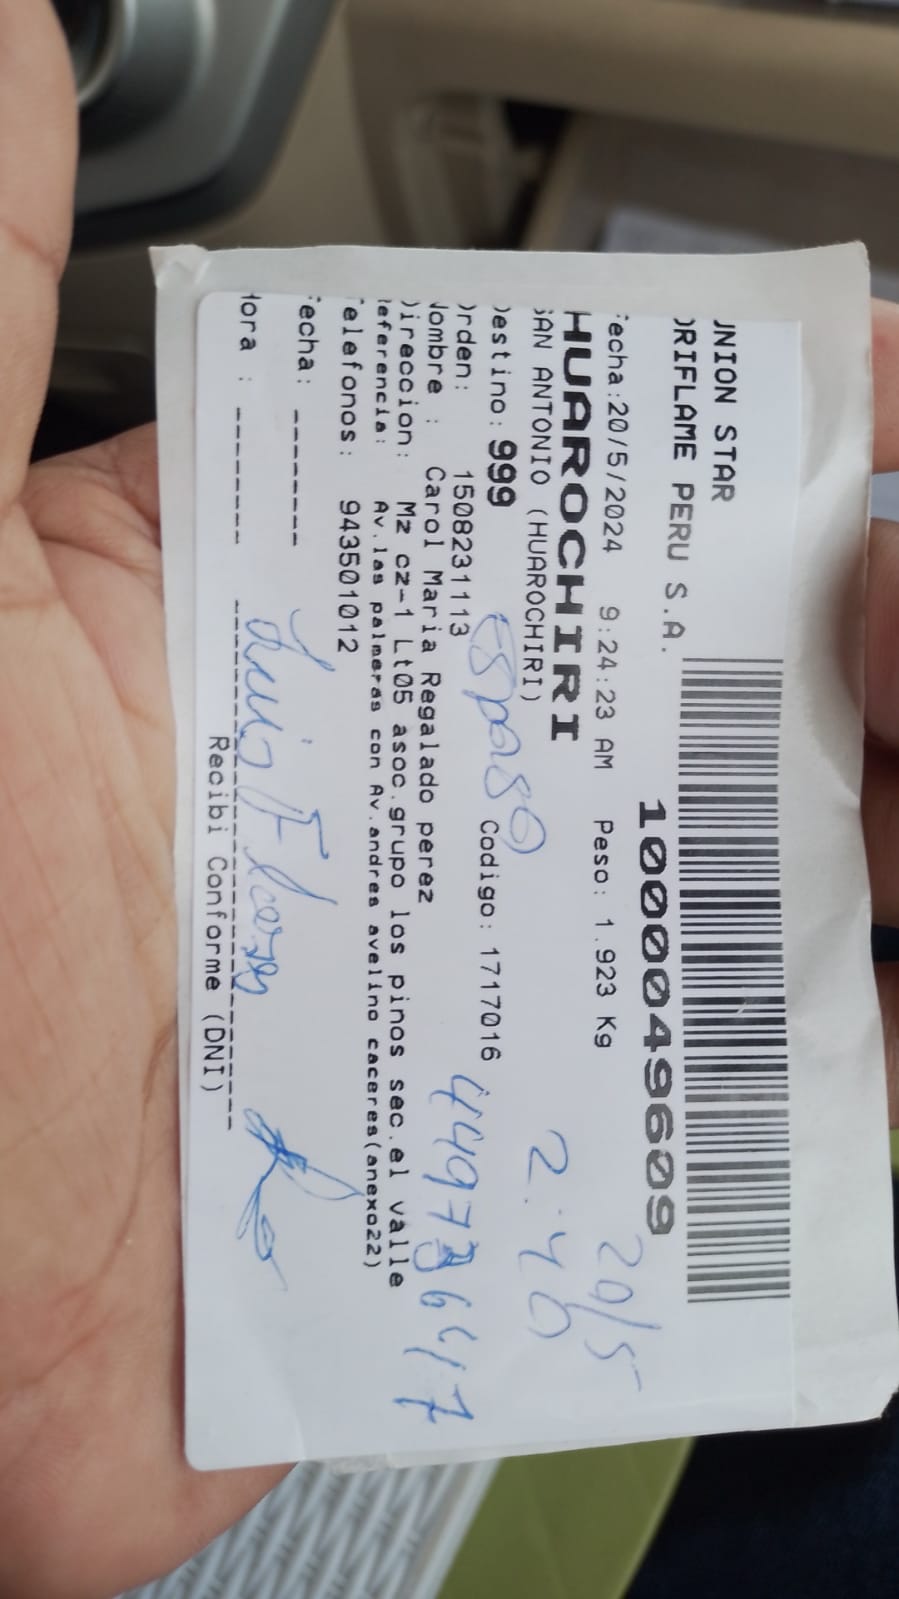 UNION STAR
ORIFLAME PERU S.A.
10000049609
Fecha:20/5/2024 9:24:23 AM Peso: 1.923 Kg
20/5
HUAROCHIRI
SAN ANTONIO (HUAROCHIRI)
2:40
Destino: 999 Codigo: 1717016
Esposo
Orden: 1508231113
Nombre : Carol Maria Regalado perez
Direccion: Mz cz-1 Lt05 asoc.grupo los pinos sec.el valle
Referencia: Av.las palmeras con Av.andres avelino caceres(anexo22)
Telefonos: 943501012
Fecha: ------
Luis Flores
Hora : ------
Recibi Conforme (DNI)